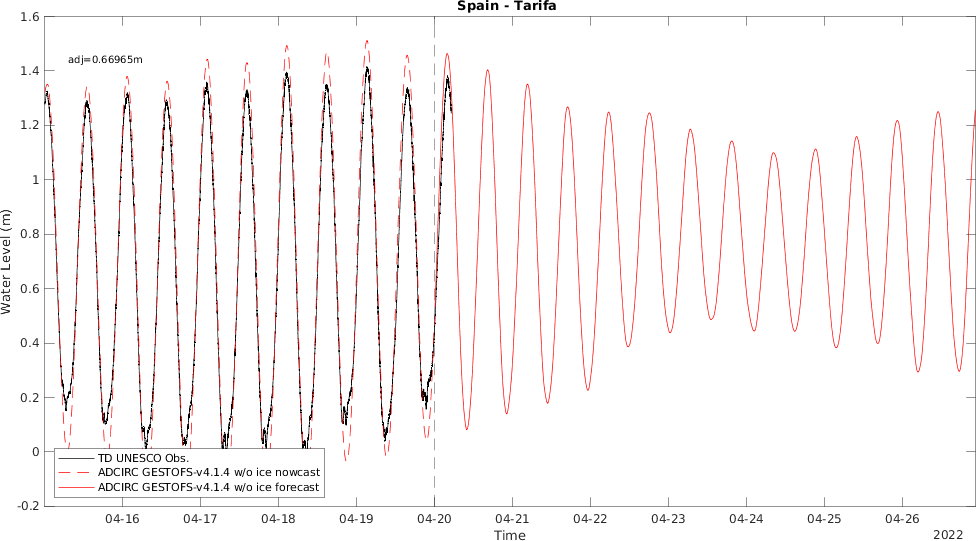 Spain - Tarifa
1.6
1.4
1.2
1
0.8
0.6
0.4
0.2
0
-0.2
Water Level (m)
adj=0.66965m
TD UNESCO Obs.
ADCIRC GESTOFS-v4.1.4 w/o ice nowcast
ADCIRC GESTOFS-v4.1.4 w/o ice forecast
04-16 04-17 04-18 04-19 04-20 04-21 04-22 04-23 04-24 04-25 04-26
Time
2022